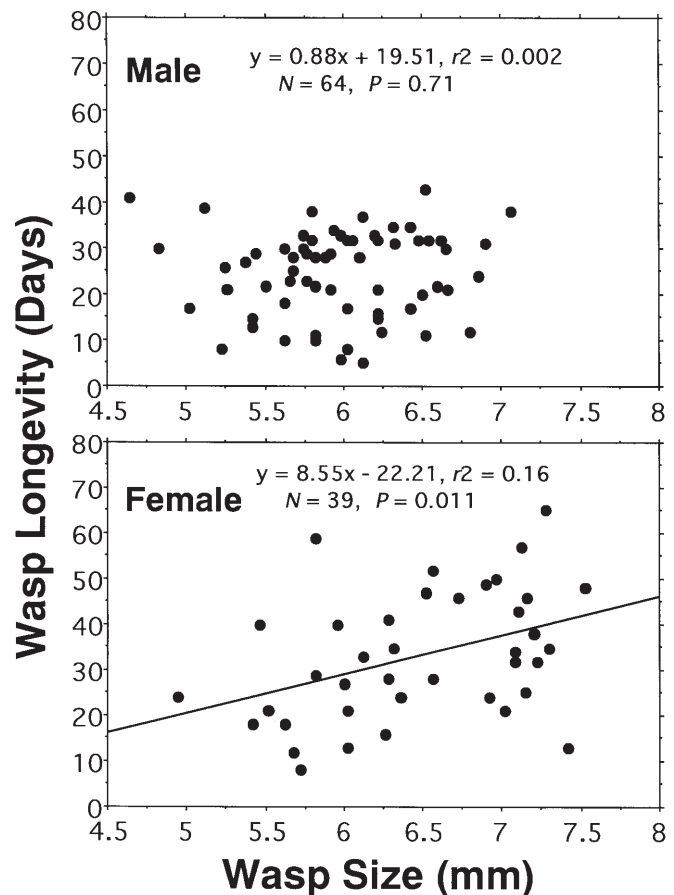 Wasp Longevity (Days)
80
70
60
50
40
30
20
10
0
Male
y = 0.88x + 19.51, r2 = 0.002
N = 64, P = 0.71
4.5 5 5.5 6 6.5 7 7.5 8
80
70
60
50
40
30
20
10
0
Female
y = 8.55x - 22.21, r2 = 0.16
N = 39, P = 0.011
4.5 5 5.5 6 6.5 7 7.5 8
Wasp Size (mm)